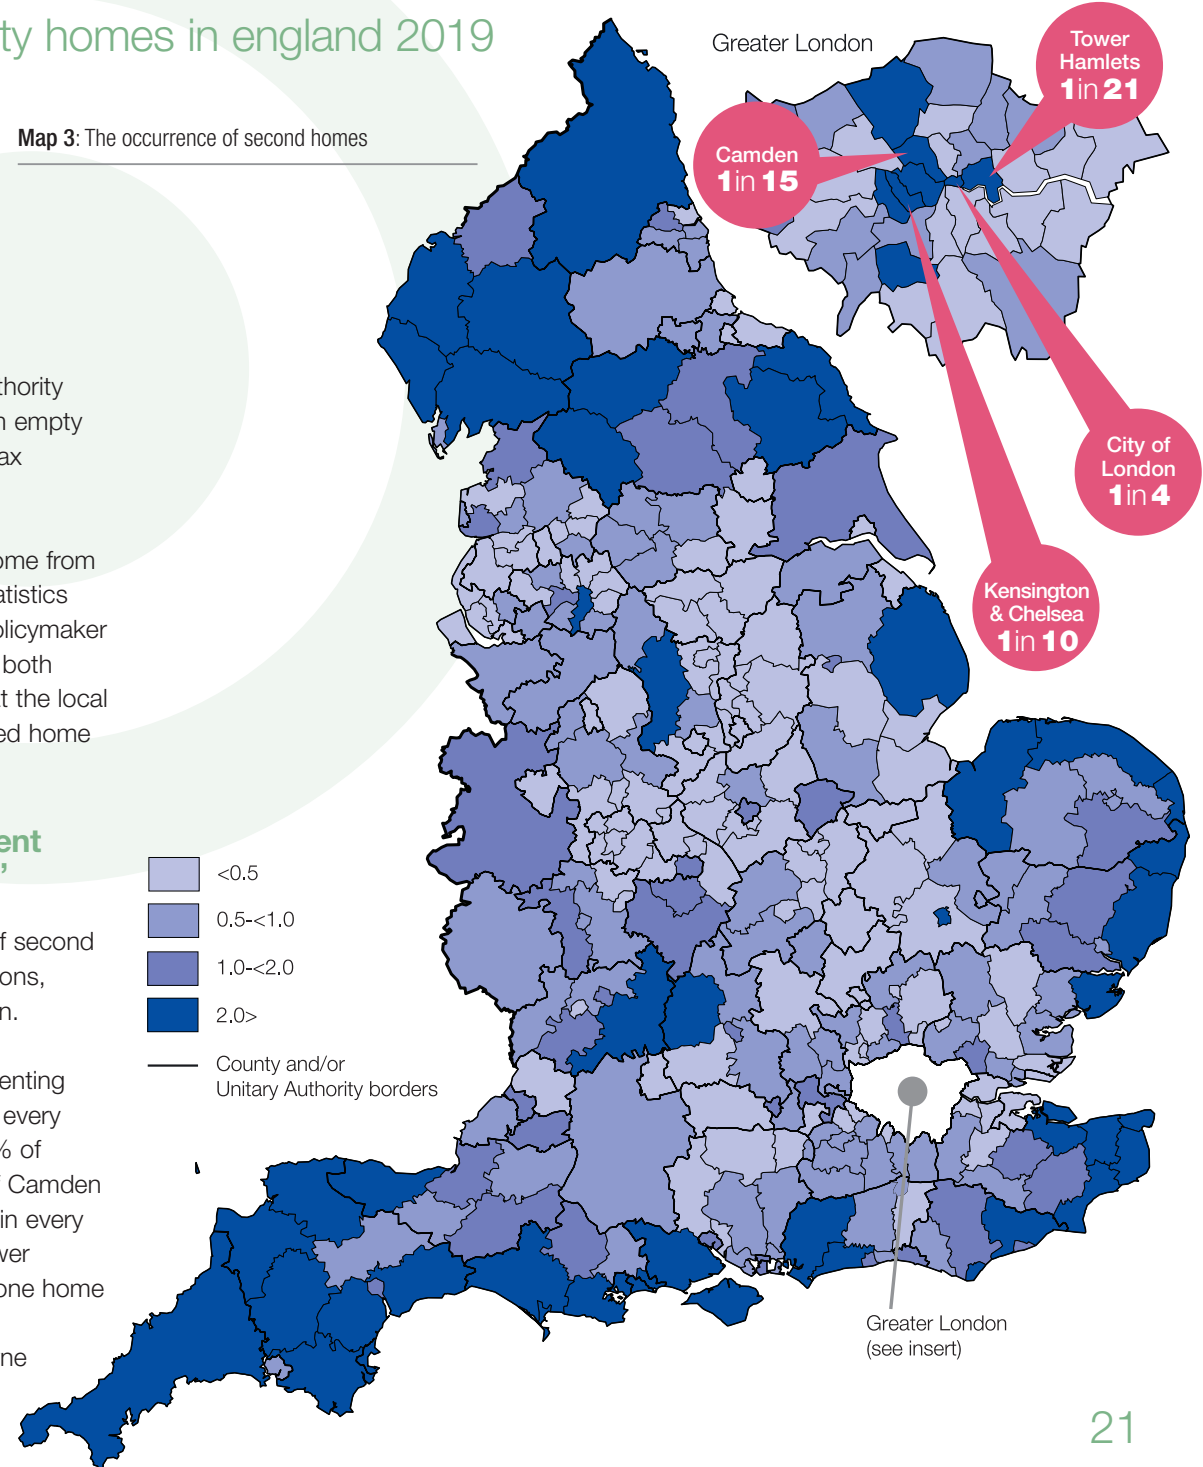 ty homes in england 2019
Map 3: The occurrence of second homes
thority
empty
ax
ome from
atistics
olicymaker
both
at the local
ed home
ent
’
f second
ons,
n.
enting
every
% of
Camden
in every
wer
one home
ne
<0.5
0.5-<1.0
1.0-<2.0
2.0>
County and/or
Unitary Authority borders
Greater London
Tower
Hamlets
1 in 21
Camden
1 in 15
City of
London
1 in 4
Kensington
& Chelsea
1 in 10
Greater London
(see insert)
21